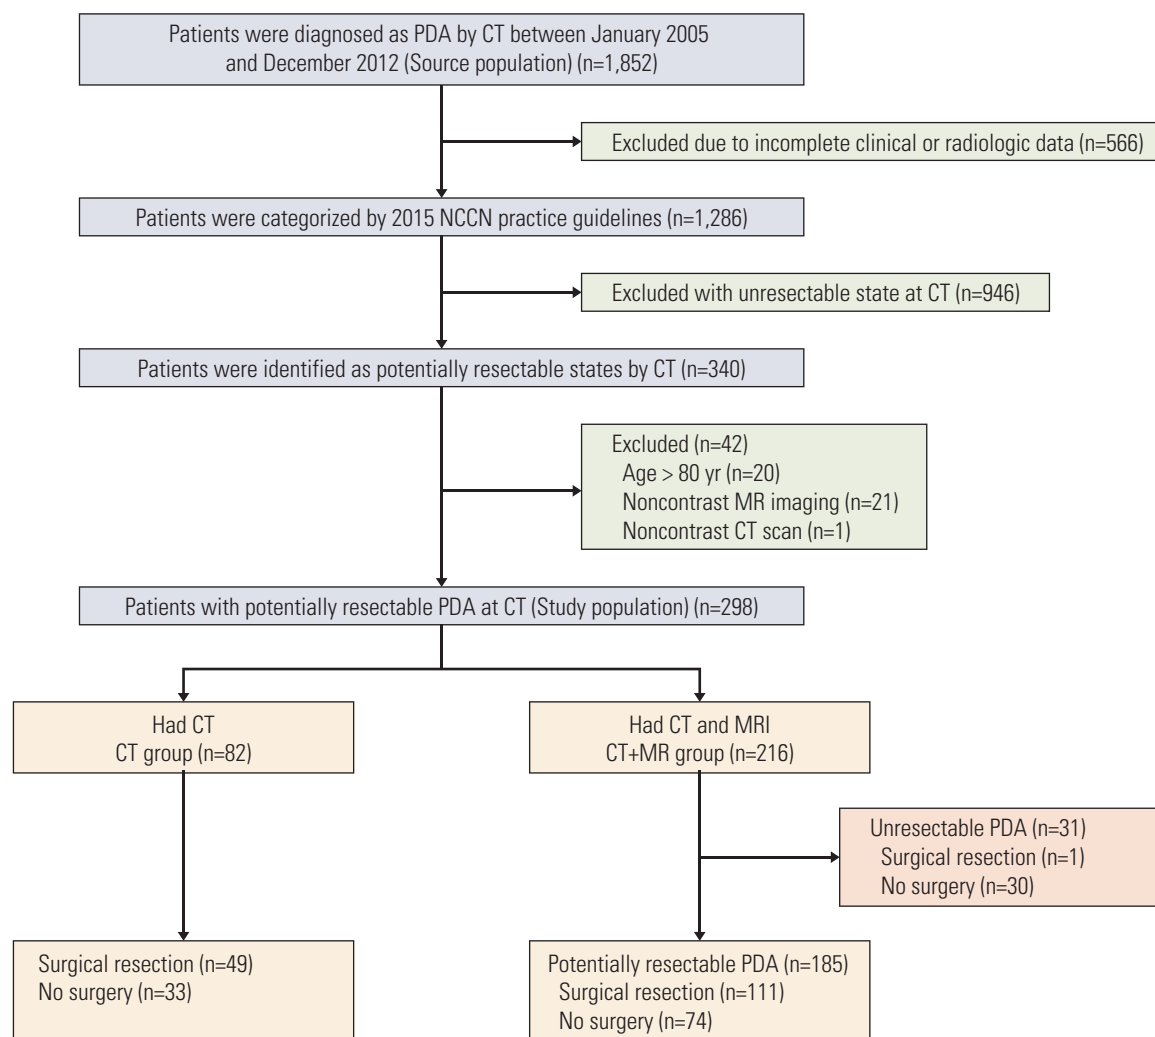 Patients were diagnosed as PDA by CT between January 2005
and December 2012 (Source population) (n=1,852)
Excluded due to incomplete clinical or radiologic data (n=566)
Patients were categorized by 2015 NCCN practice guidelines (n=1,286)
Excluded with unresectable state at CT (n=946)
Patients were identified as potentially resectable states by CT (n=340)
Excluded (n=42)
Age > 80 yr (n=20)
Noncontrast MR imaging (n=21)
Noncontrast CT scan (n=1)
Patients with potentially resectable PDA at CT (Study population) (n=298)
Had CT
CT group (n=82)
Had CT and MRI
CT+MR group (n=216)
Unresectable PDA (n=31)
Surgical resection (n=1)
No surgery (n=30)
Surgical resection (n=49)
No surgery (n=33)
Potentially resectable PDA (n=185)
Surgical resection (n=111)
No surgery (n=74)